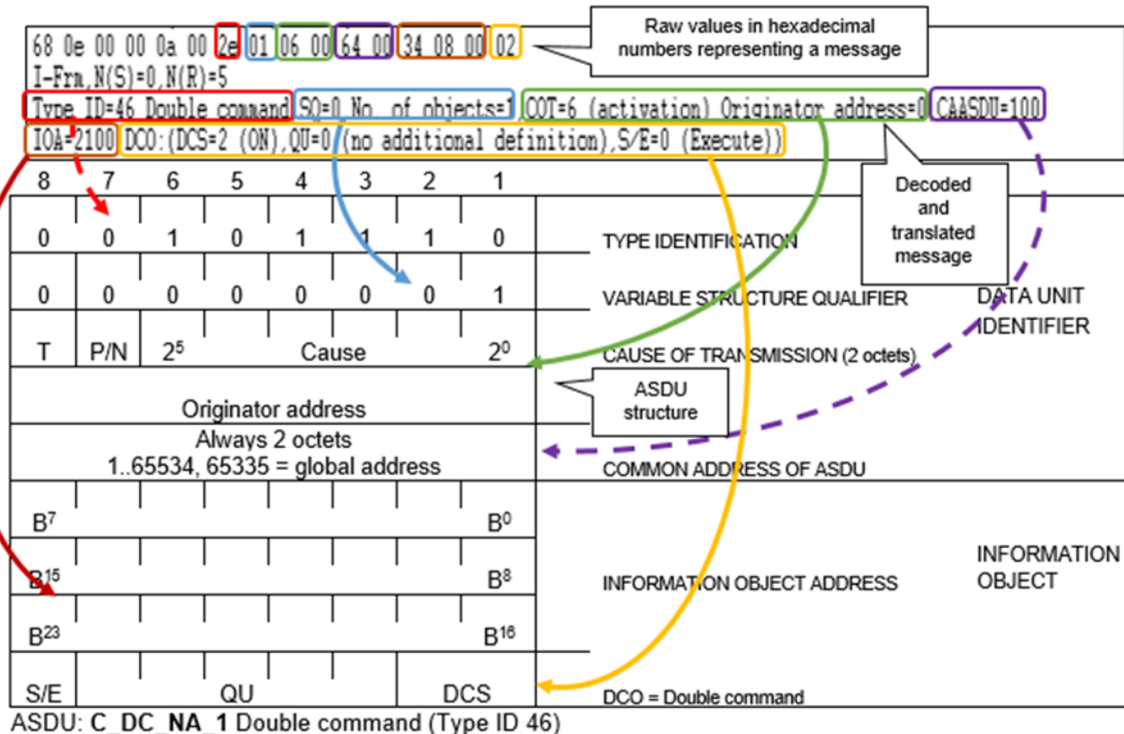 68 0e 00 00 0a 00 2e 01 06 00 64 00 34 08 00 02
Raw values in hexadecimal
numbers representing a message
I-Frm,N(S)=0,N(R)=5
Type ID=46 Double command SQ=0 No. of objects=1 COT=6 (activation) Originator address=0 CAASDU=100
IOA=2100 DCO:(DCS=2 (ON),QU=0 (no additional definition),S/E=0 (Execute))
Decoded
and
translated
message
8 7 6 5 4 3 2 1
0 0 1 0 1 1 1 0 TYPE IDENTIFICATION
0 0 0 0 0 0 0 1 VARIABLE STRUCTURE QUALIFIER
DATA UNIT
IDENTIFIER
T P/N 2⁵ Cause 2⁰ CAUSE OF TRANSMISSION (2 octets)
ASDU
structure
Originator address
Always 2 octets
1..65534, 65335 = global address COMMON ADDRESS OF ASDU
B⁷ B⁰
B¹⁵ B⁸ INFORMATION OBJECT ADDRESS
INFORMATION
OBJECT
B²³ B¹⁶
S/E QU DCS DCO = Double command
ASDU: C_DC_NA_1 Double command (Type ID 46)